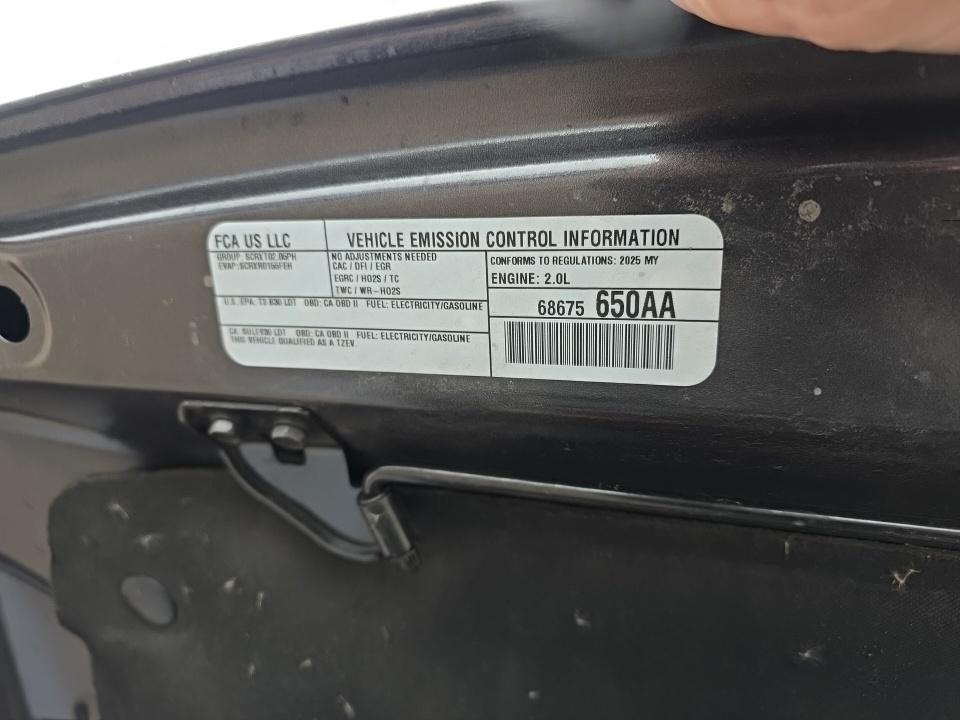 FCA US LLC
VEHICLE EMISSION CONTROL INFORMATION
GROUP: SCRXT02.05PH
EVAP: SCRXR0155FEH
NO ADJUSTMENTS NEEDED
CAC / DFI / EGR
EGRC / HO2S / TC
TWC / WR-HO2S
CONFORMS TO REGULATIONS: 2025 MY
ENGINE: 2.0L
U.S. EPA: T3 B30 LDT OBD: CA OBD II FUEL: ELECTRICITY/GASOLINE
68675 650AA
CA: SULEV30 LDT OBD: CA OBD II FUEL: ELECTRICITY/GASOLINE
THIS VEHICLE QUALIFIED AS A TZEV.